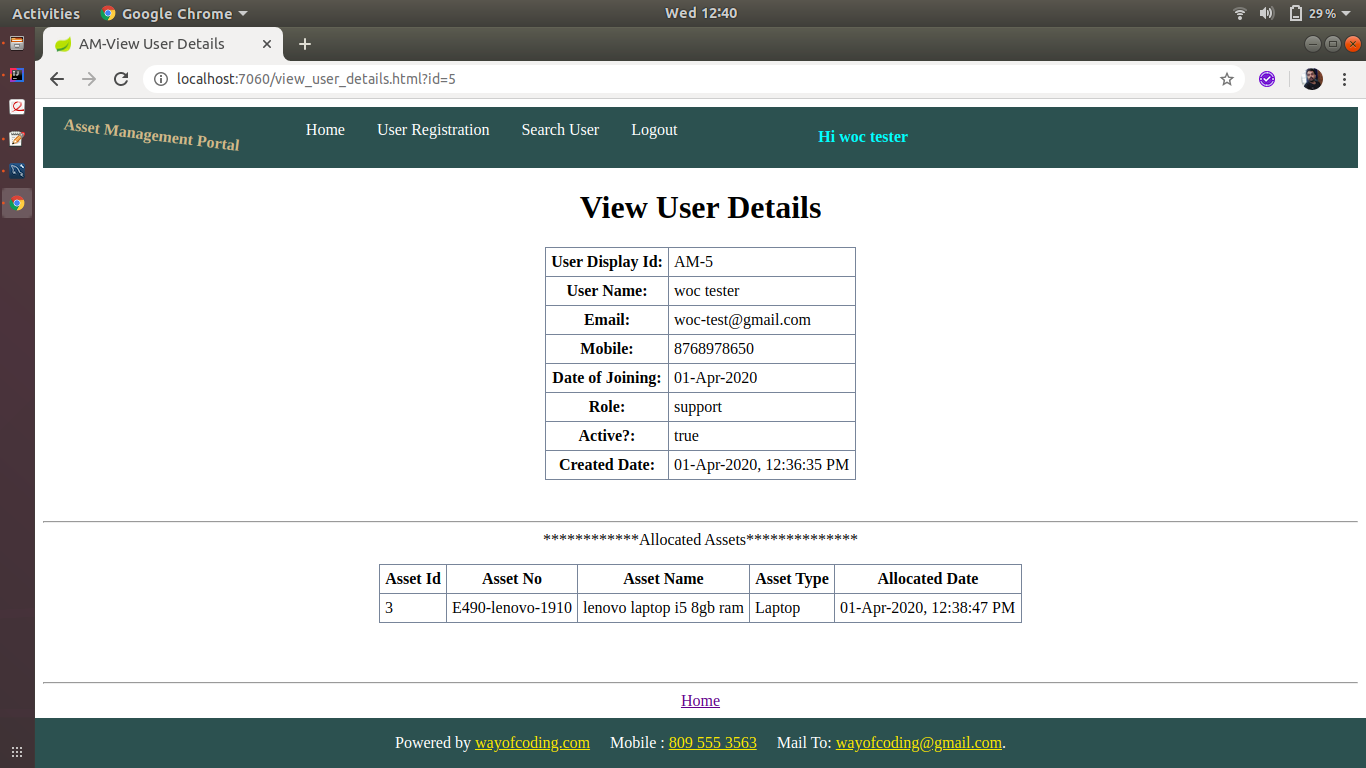 Activities Google Chrome Wed 12:40 29%
AM-View User Details
localhost:7060/view_user_details.html?id=5
Asset Management Portal Home User Registration Search User Logout Hi woc tester
View User Details
User Display Id: AM-5
User Name: woc tester
Email: woc-test@gmail.com
Mobile: 8768978650
Date of Joining: 01-Apr-2020
Role: support
Active?: true
Created Date: 01-Apr-2020, 12:36:35 PM
************Allocated Assets**************
Asset Id Asset No Asset Name Asset Type Allocated Date
3 E490-lenovo-1910 lenovo laptop i5 8gb ram Laptop 01-Apr-2020, 12:38:47 PM
Home
Powered by wayofcoding.com Mobile : 809 555 3563 Mail To: wayofcoding@gmail.com.